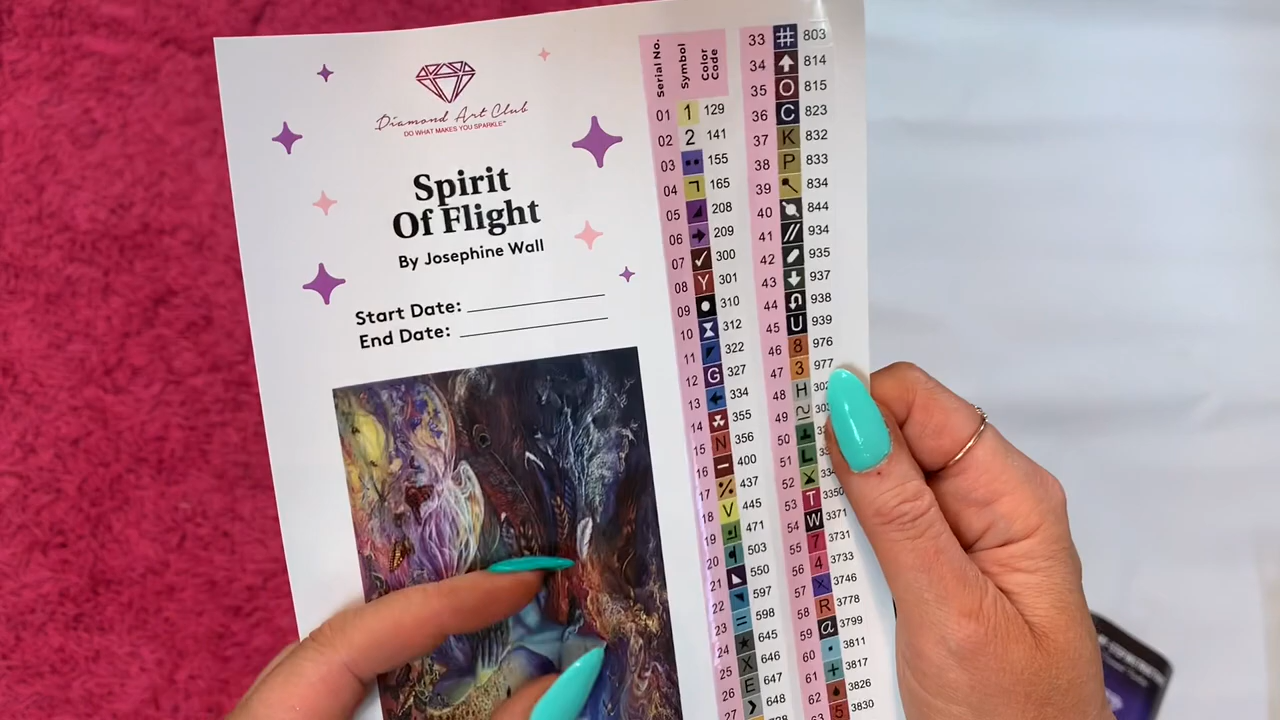 Diamond Art Club
DO WHAT MAKES YOU SPARKLE™
Spirit
Of Flight
By Josephine Wall
Start Date:
End Date:
Serial No. Symbol Color Code
01 1 129
02 2 141
03 155
04 165
05 208
06 209
07 300
08 Y 301
09 310
10 312
11 322
12 G 327
13 334
14 355
15 N 356
16 400
17 437
18 V 445
19 471
20 503
21 550
22 597
23 = 598
24 645
25 X 646
26 E 647
27 648
33 # 803
34 814
35 O 815
36 C 823
37 K 832
38 P 833
39 834
40 844
41 // 934
42 935
43 937
44 938
45 U 939
46 8 976
47 3 977
48 H
49
50
51 L
52
53 T 3350
54 W 3371
55 7 3731
56 4 3733
57 X 3746
58 R 3778
59 a 3799
60 3811
61 + 3817
62 3826
63 5 3830